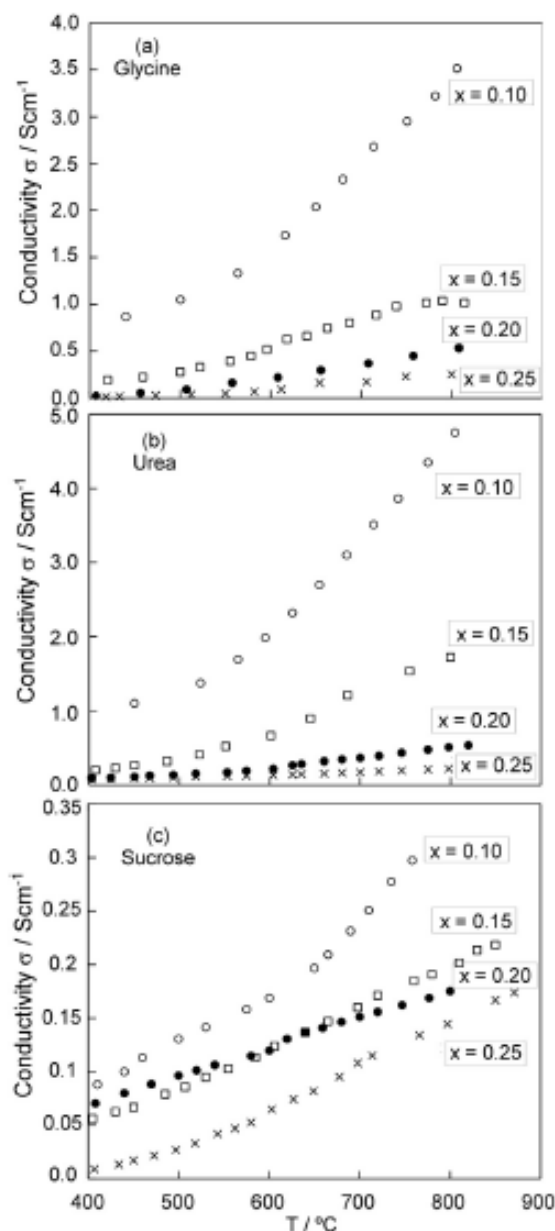 (a)
Glycine
Conductivity σ / Scm⁻¹
4.0
3.5
3.0
2.5
2.0
1.5
1.0
0.5
0.0
x = 0.10
x = 0.15
x = 0.20
x = 0.25
(b)
Urea
Conductivity σ / Scm⁻¹
5.0
4.0
3.0
2.0
1.0
0.0
x = 0.10
x = 0.15
x = 0.20
x = 0.25
(c)
Sucrose
Conductivity σ / Scm⁻¹
0.35
0.3
0.25
0.2
0.15
0.1
0.05
0.0
x = 0.10
x = 0.15
x = 0.20
x = 0.25
400 500 600 700 800 900
T / ºC